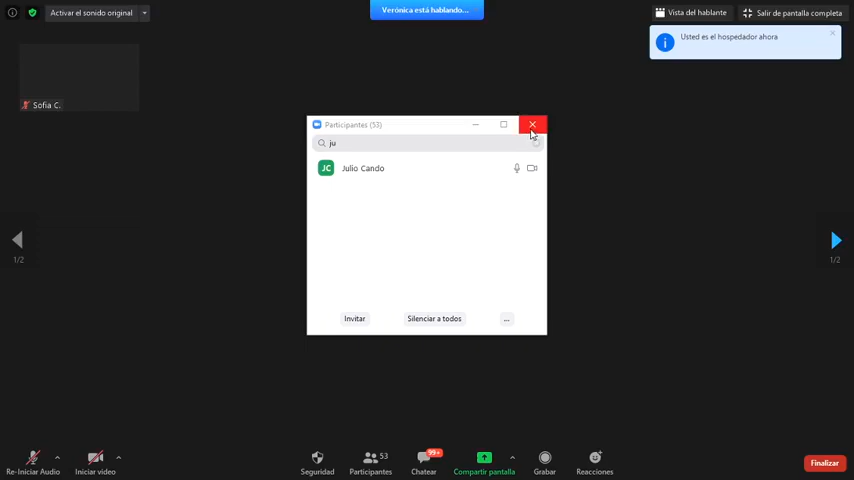 Activar el sonido original
Verónica está hablando...
Vista del hablante
Salir de pantalla completa
Usted es el hospedador ahora
Sofia C.
Participantes (53)
ju
JC
Julio Cando
1/2
1/2
Invitar
Silenciar a todos
...
53
99+
Re-Iniciar Audio
Iniciar video
Seguridad
Participantes
Chatear
Compartir pantalla
Grabar
Reacciones
Finalizar